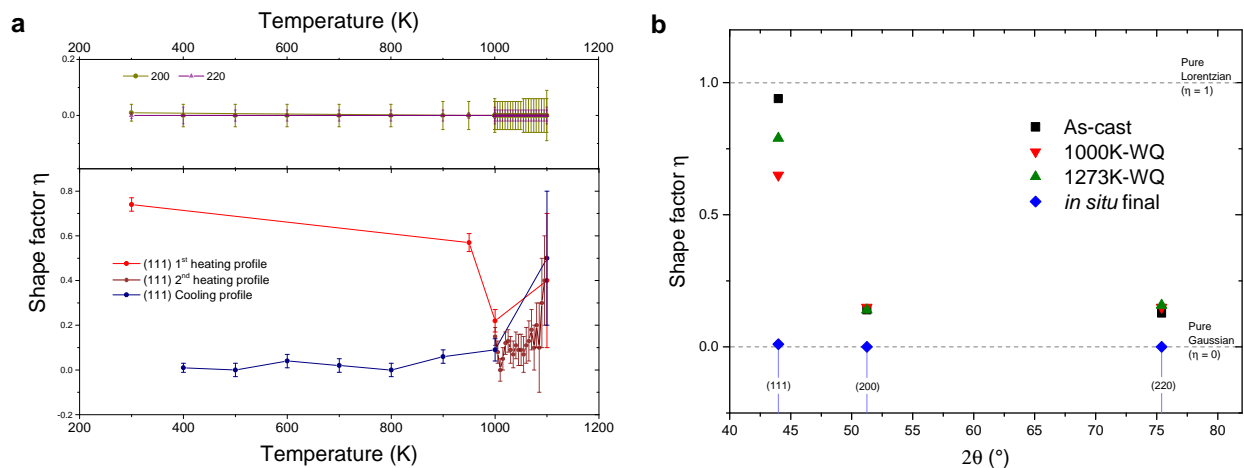 a
Temperature (K)
200 400 600 800 1000 1200
0.2
0.0
200 220
0.8
0.6
0.4
0.2
0.0
-0.2
Shape factor η
(111) 1st heating profile
(111) 2nd heating profile
(111) Cooling profile
200 400 600 800 1000 1200
Temperature (K)
b
1.0
0.5
0.0
Shape factor η
Pure
Lorentzian
(η = 1)
As-cast
1000K-WQ
1273K-WQ
in situ final
Pure
Gaussian
(η = 0)
(111) (200) (220)
40 45 50 55 60 65 70 75 80
2θ (°)